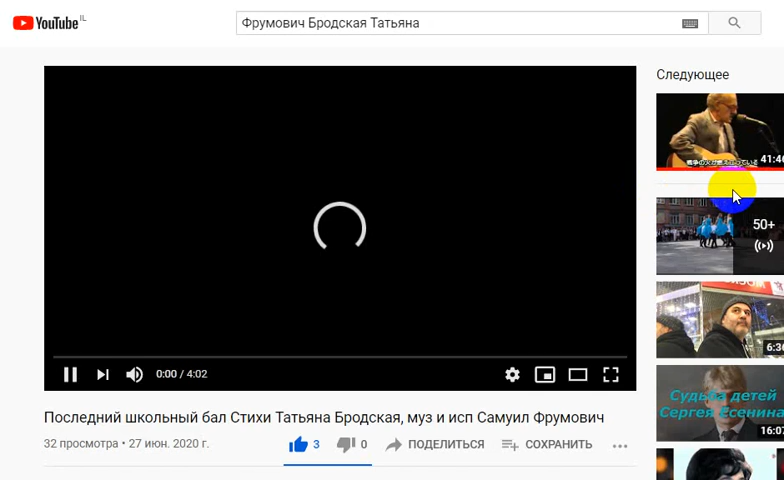 YouTube IL
Фрумович Бродская Татьяна
Следующее
41:46
50+
6:36
Судьба детей
Сергея Есенина
16:07
0:00 / 4:02
Последний школьный бал Стихи Татьяна Бродская, муз и исп Самуил Фрумович
32 просмотра • 27 июн. 2020 г.
3
0
ПОДЕЛИТЬСЯ
СОХРАНИТЬ